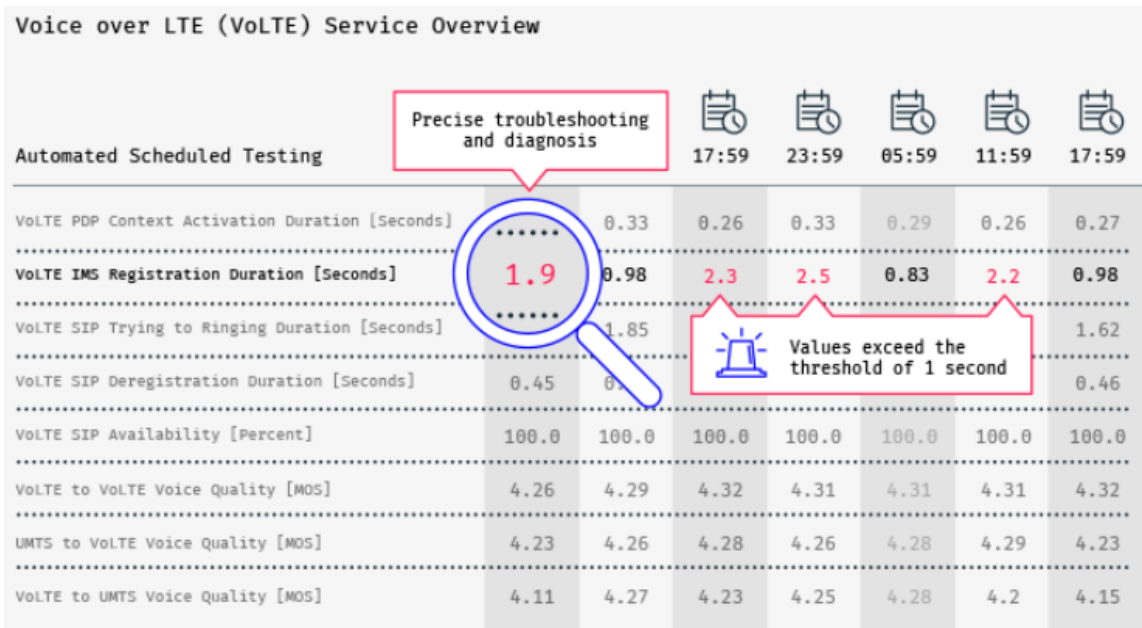 Voice over LTE (VoLTE) Service Overview
Precise troubleshooting
and diagnosis
Automated Scheduled Testing 17:59 23:59 05:59 11:59 17:59
VoLTE PDP Context Activation Duration [Seconds] 0.33 0.26 0.33 0.29 0.26 0.27
VoLTE IMS Registration Duration [Seconds] 1.9 0.98 2.3 2.5 0.83 2.2 0.98
VoLTE SIP Trying to Ringing Duration [Seconds] 1.85 1.62
Values exceed the
threshold of 1 second
VoLTE SIP Deregistration Duration [Seconds] 0.45 0.46
VoLTE SIP Availability [Percent] 100.0 100.0 100.0 100.0 100.0 100.0 100.0
VoLTE to VoLTE Voice Quality [MOS] 4.26 4.29 4.32 4.31 4.31 4.31 4.32
UMTS to VoLTE Voice Quality [MOS] 4.23 4.26 4.28 4.26 4.28 4.29 4.23
VoLTE to UMTS Voice Quality [MOS] 4.11 4.27 4.23 4.25 4.28 4.2 4.15